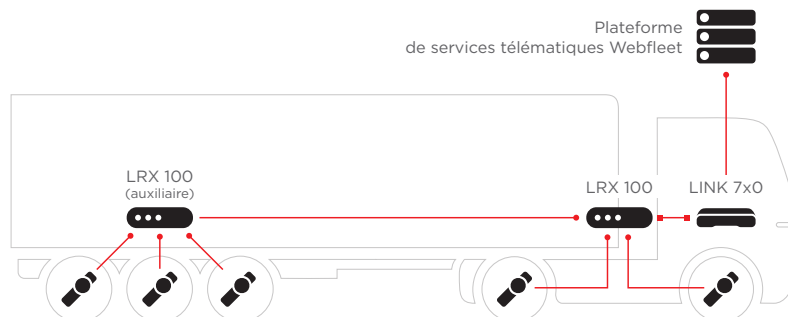 Plateforme
de services télématiques Webfleet
LRX 100
(auxiliaire)
LRX 100
LINK 7x0